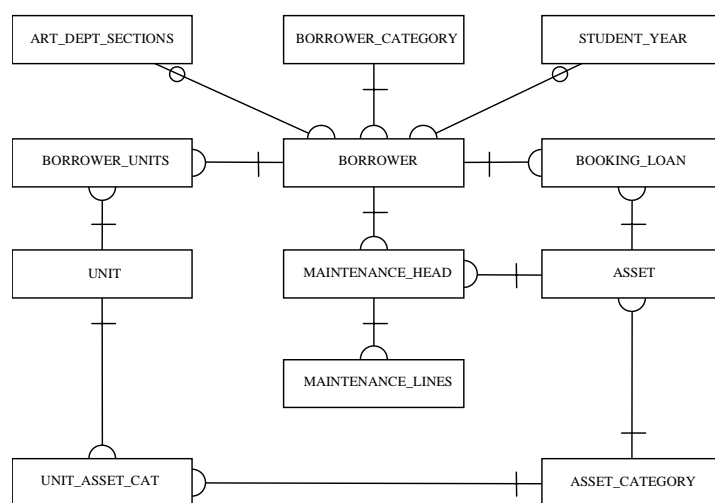 ART_DEPT_SECTIONS
BORROWER_CATEGORY
STUDENT_YEAR
BORROWER_UNITS
BORROWER
BOOKING_LOAN
UNIT
MAINTENANCE_HEAD
ASSET
MAINTENANCE_LINES
UNIT_ASSET_CAT
ASSET_CATEGORY